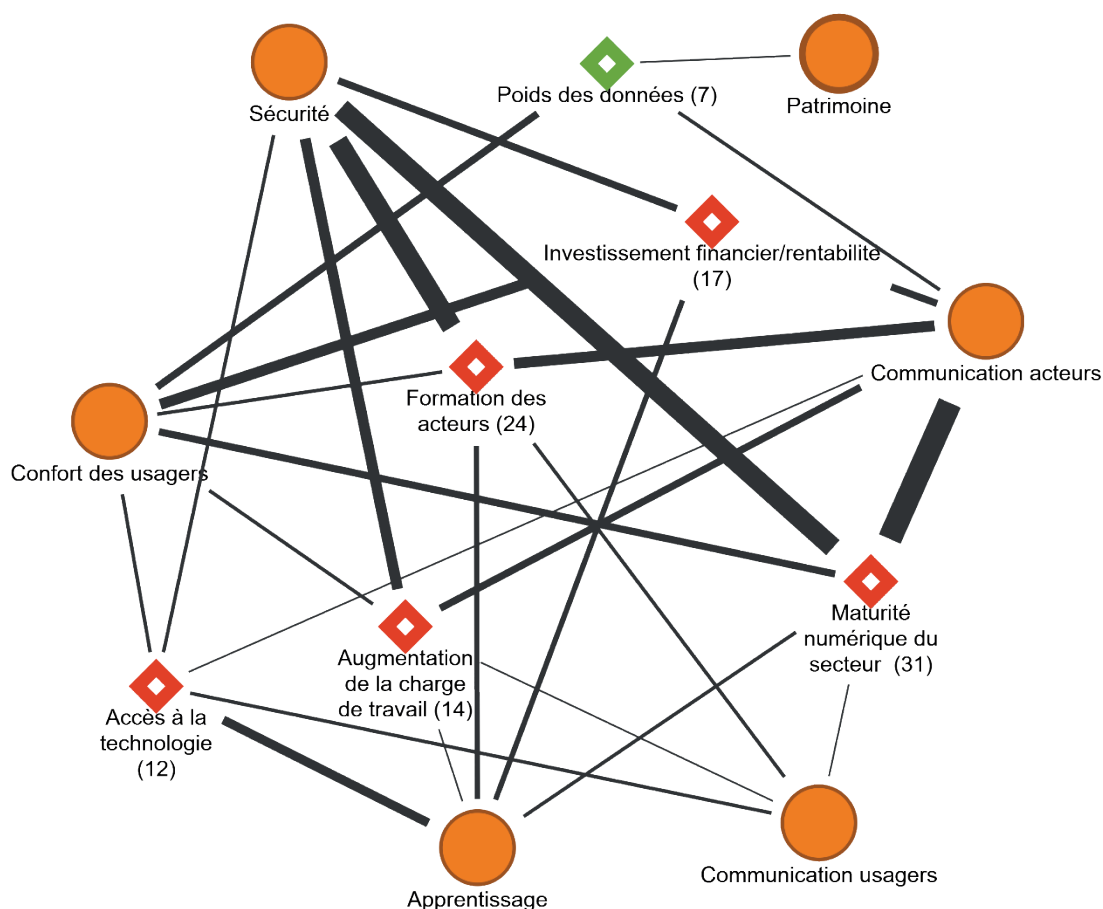 Sécurité
Poids des données (7)
Patrimoine
Investissement financier/rentabilité
(17)
Communication acteurs
Formation des
acteurs (24)
Confort des usagers
Maturité
numérique du
secteur (31)
Augmentation
de la charge
de travail (14)
Accès à la
technologie
(12)
Communication usagers
Apprentissage